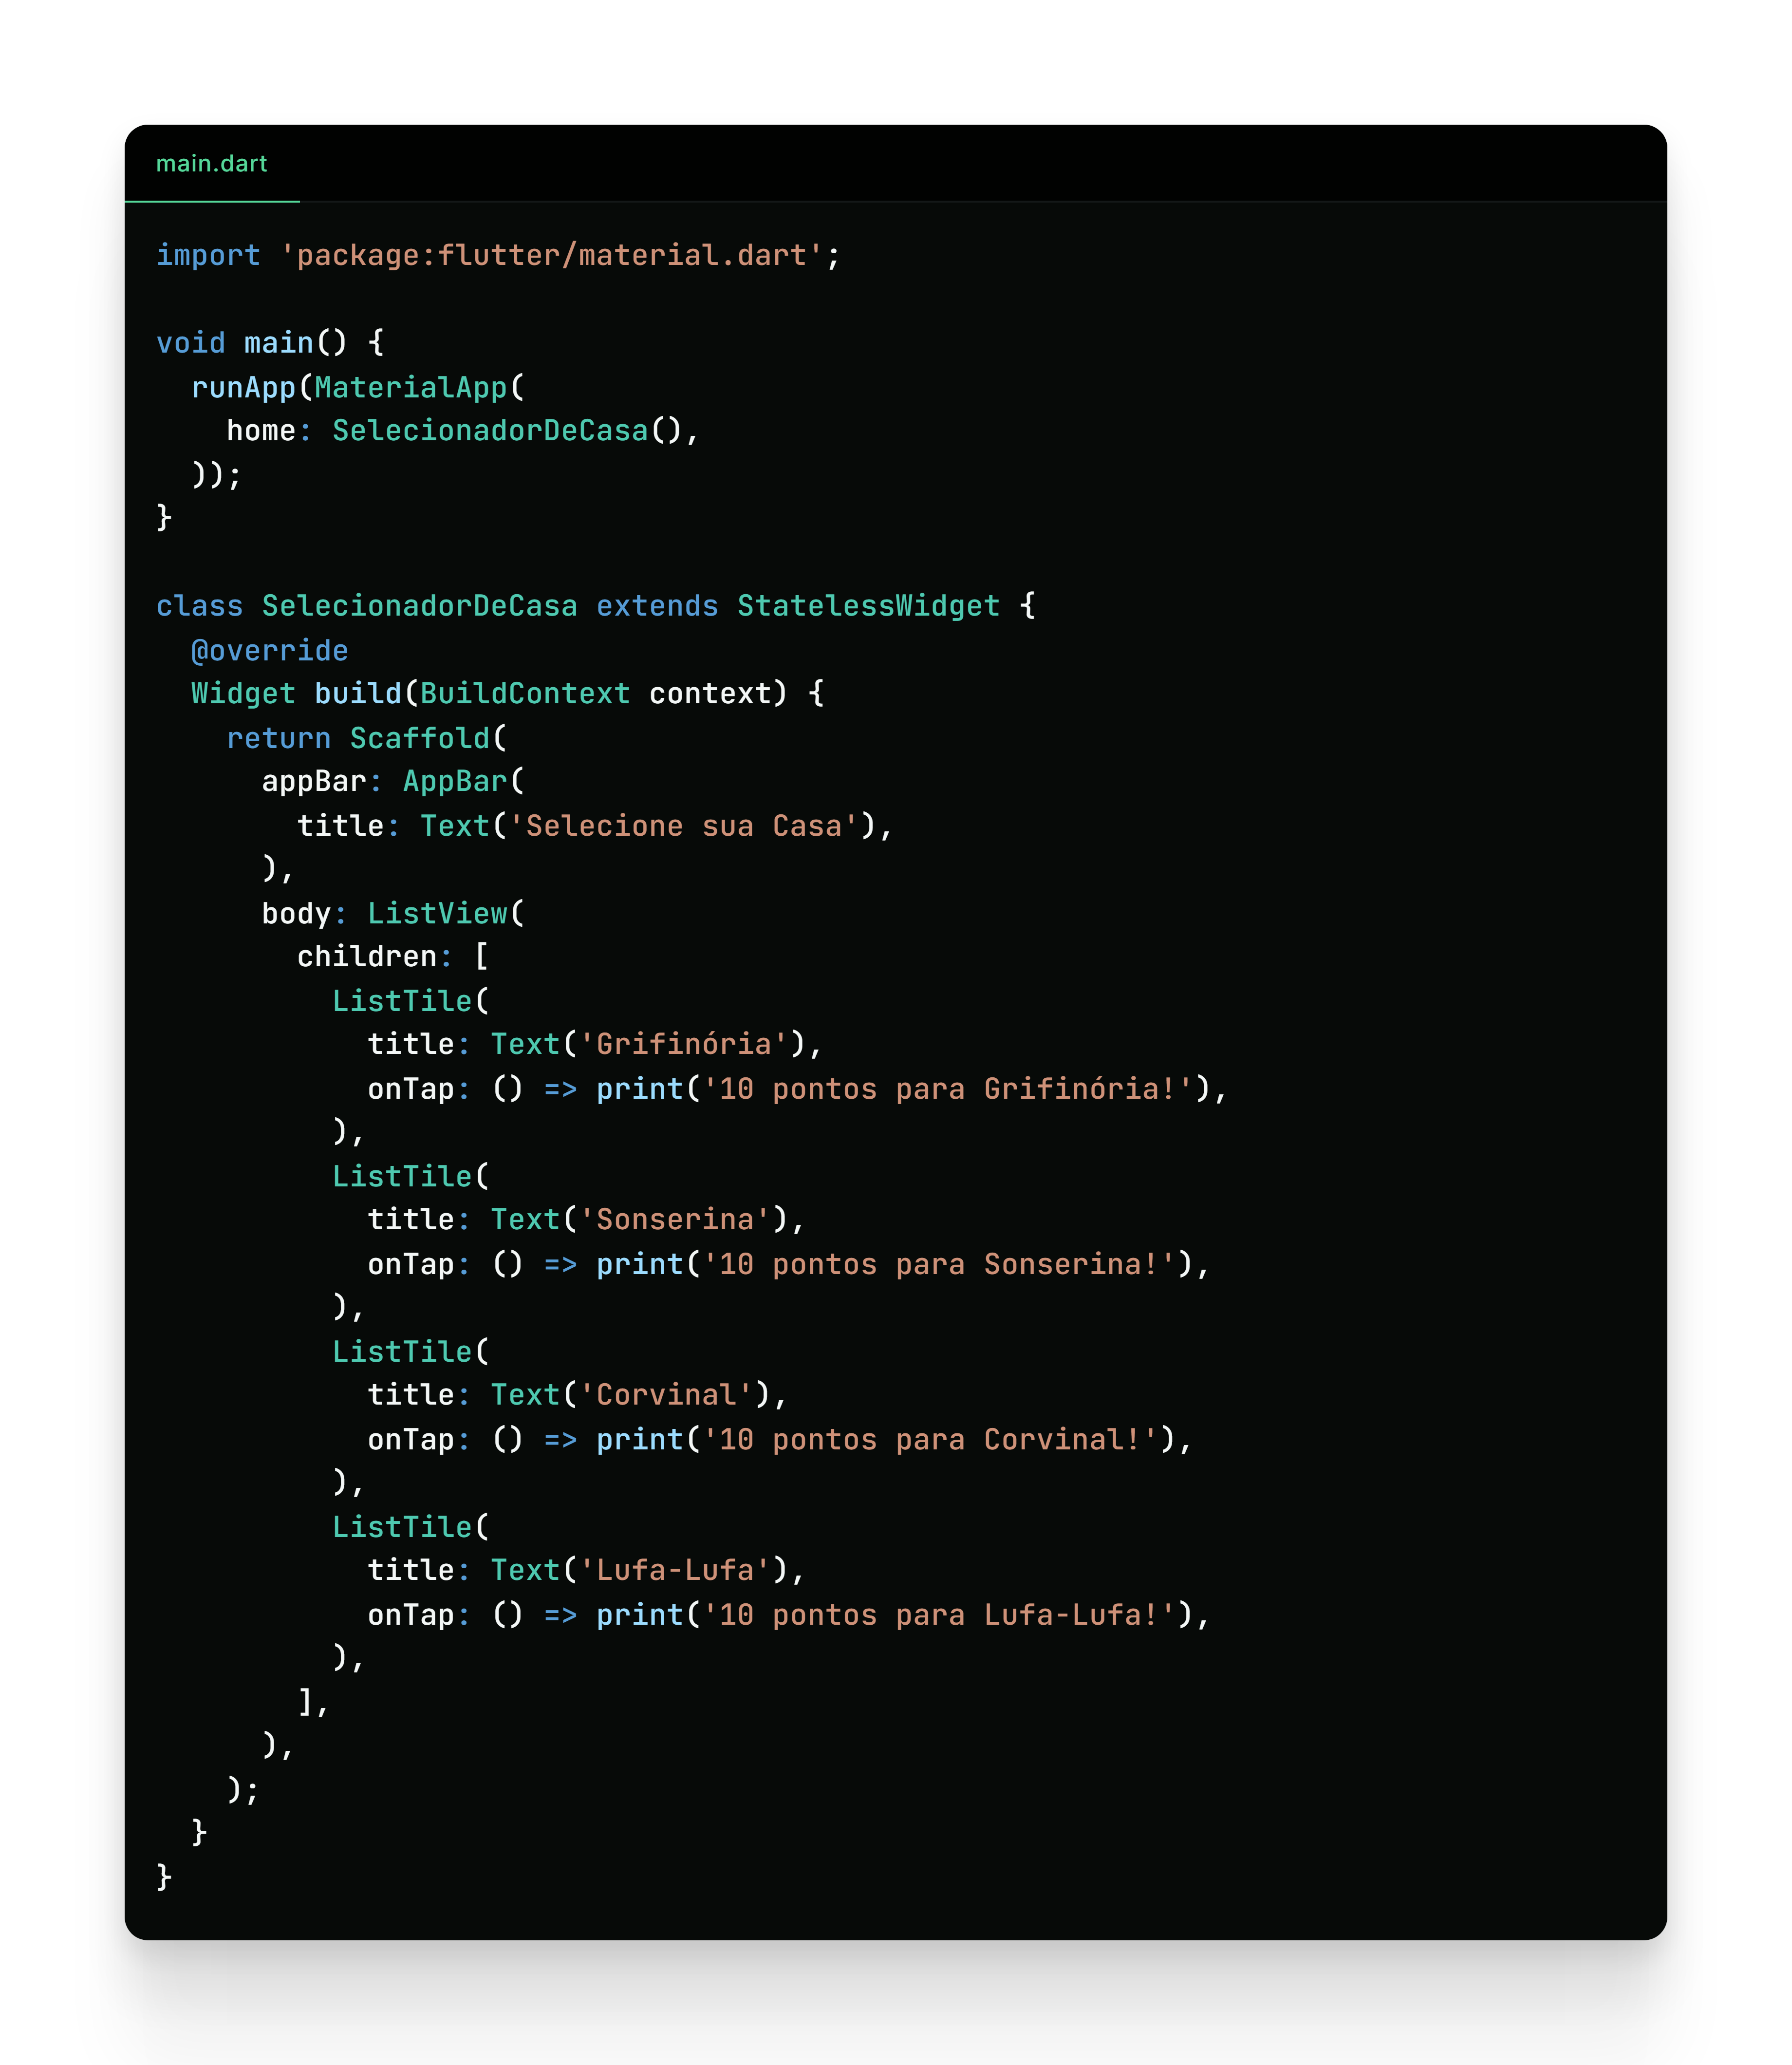 main.dart
import 'package:flutter/material.dart';

void main() {
  runApp(MaterialApp(
    home: SelecionadorDeCasa(),
  ));
}

class SelecionadorDeCasa extends StatelessWidget {
  @override
  Widget build(BuildContext context) {
    return Scaffold(
      appBar: AppBar(
        title: Text('Selecione sua Casa'),
      ),
      body: ListView(
        children: [
          ListTile(
            title: Text('Grifinória'),
            onTap: () => print('10 pontos para Grifinória!'),
          ),
          ListTile(
            title: Text('Sonserina'),
            onTap: () => print('10 pontos para Sonserina!'),
          ),
          ListTile(
            title: Text('Corvinal'),
            onTap: () => print('10 pontos para Corvinal!'),
          ),
          ListTile(
            title: Text('Lufa-Lufa'),
            onTap: () => print('10 pontos para Lufa-Lufa!'),
          ),
        ],
      ),
    );
  }
}